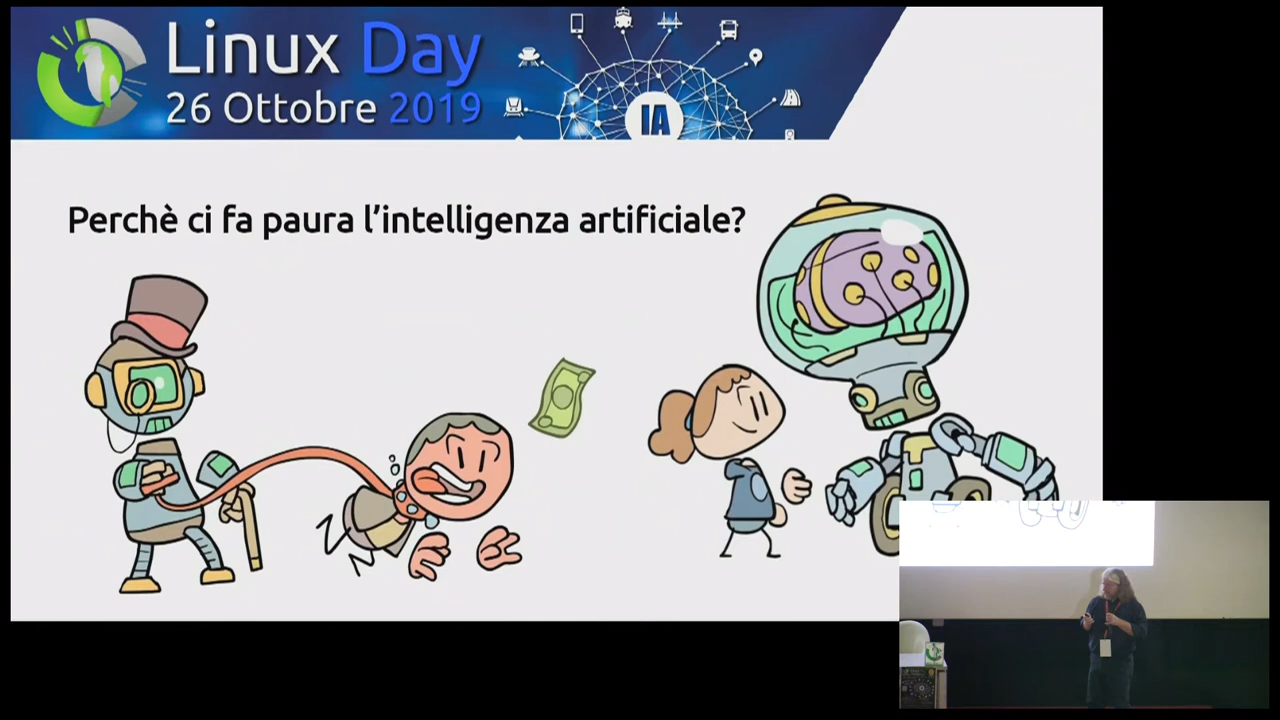 Linux Day
26 Ottobre 2019
IA
Perchè ci fa paura l'intelligenza artificiale?